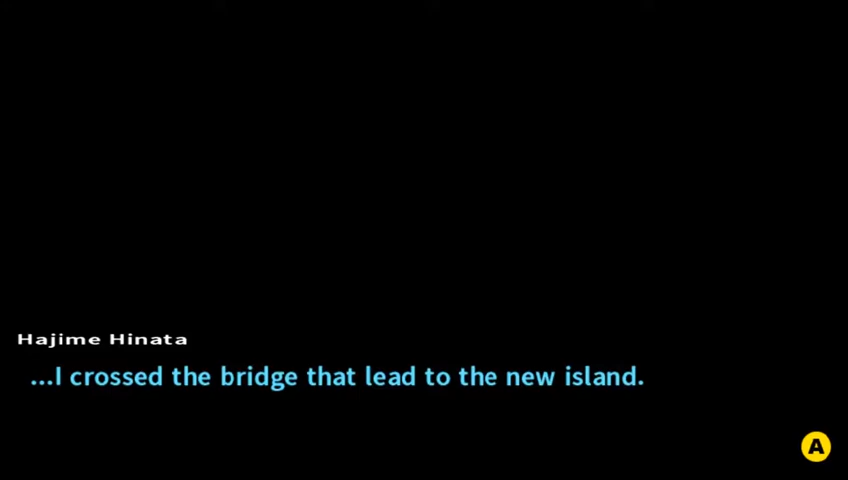 Hajime Hinata
...I crossed the bridge that lead to the new island.
A